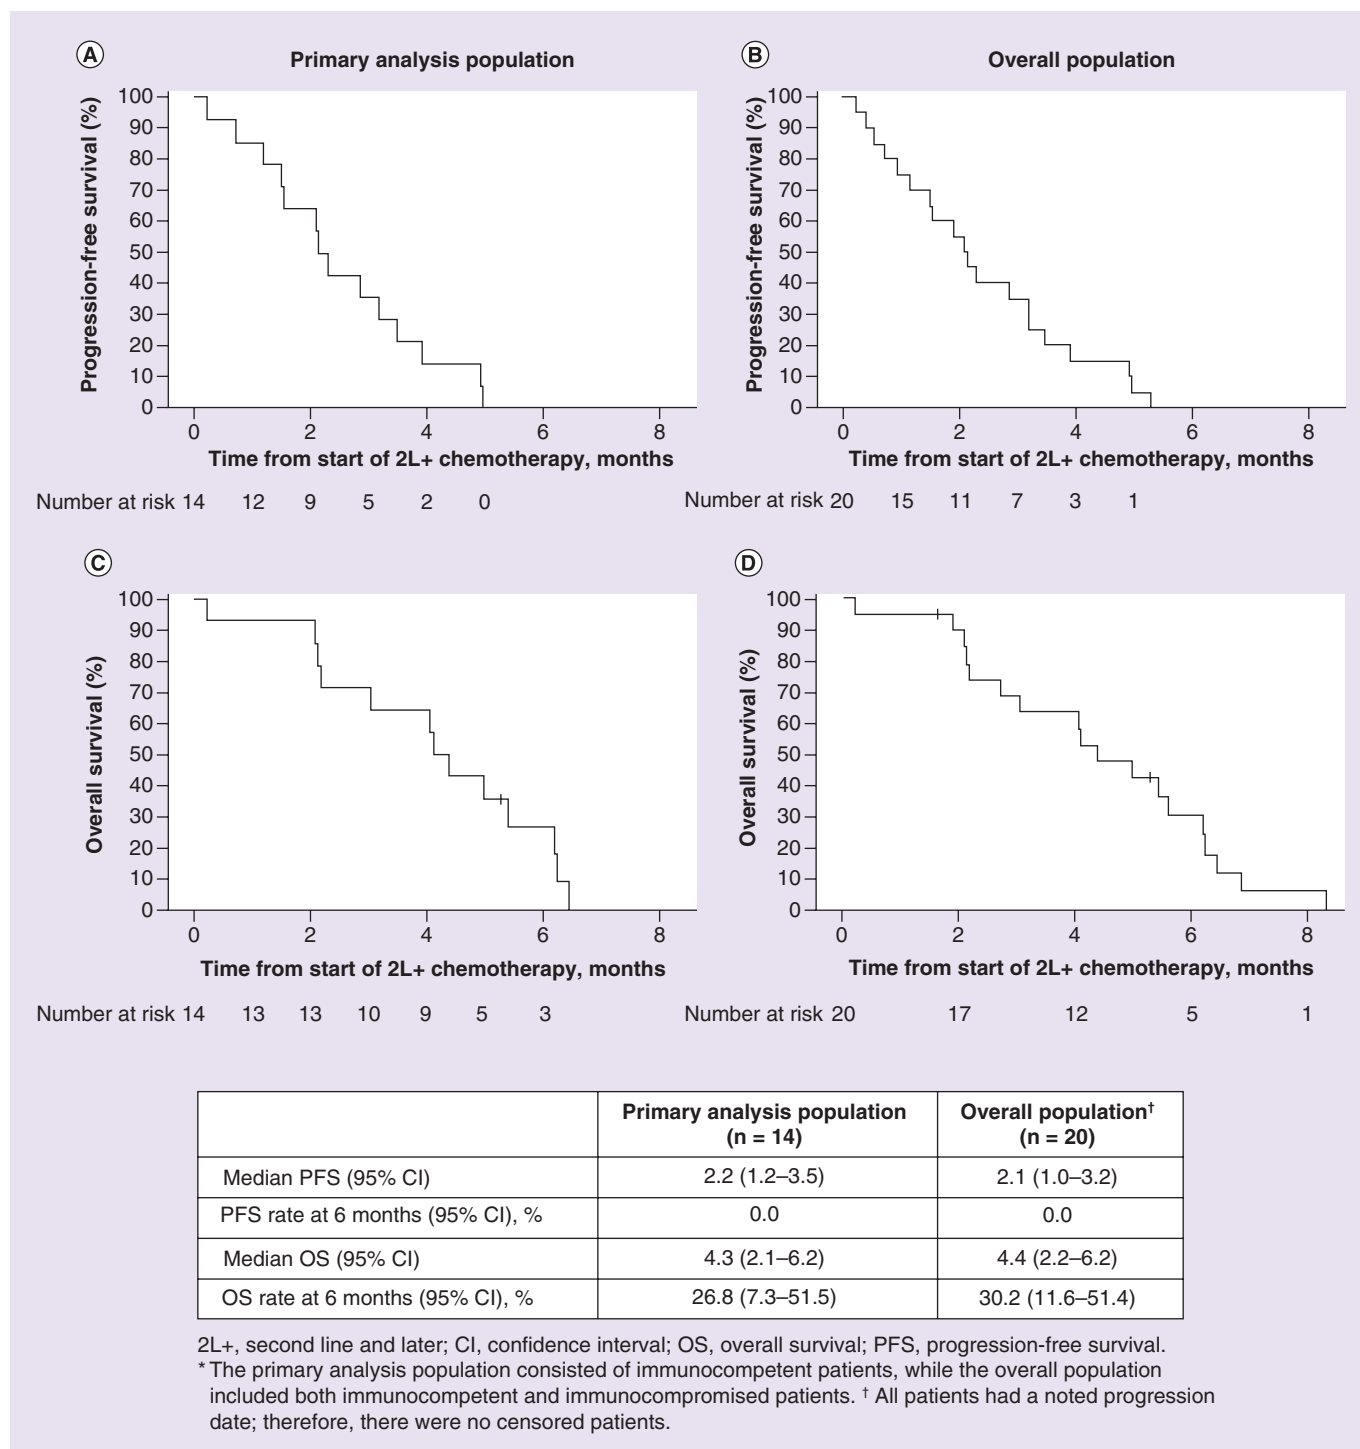 A
Primary analysis population
B
Overall population
Progression-free survival (%)
100
90
80
70
60
50
40
30
20
10
0
0 2 4 6 8
Time from start of 2L+ chemotherapy, months
Number at risk 14 12 9 5 2 0
Progression-free survival (%)
100
90
80
70
60
50
40
30
20
10
0
0 2 4 6 8
Time from start of 2L+ chemotherapy, months
Number at risk 20 15 11 7 3 1
C
Overall survival (%)
100
90
80
70
60
50
40
30
20
10
0
0 2 4 6 8
Time from start of 2L+ chemotherapy, months
Number at risk 14 13 13 10 9 5 3
D
Overall survival (%)
100
90
80
70
60
50
40
30
20
10
0
0 2 4 6 8
Time from start of 2L+ chemotherapy, months
Number at risk 20 17 12 5 1
Primary analysis population (n = 14) Overall population† (n = 20)
Median PFS (95% CI) 2.2 (1.2–3.5) 2.1 (1.0–3.2)
PFS rate at 6 months (95% CI), % 0.0 0.0
Median OS (95% CI) 4.3 (2.1–6.2) 4.4 (2.2–6.2)
OS rate at 6 months (95% CI), % 26.8 (7.3–51.5) 30.2 (11.6–51.4)
2L+, second line and later; CI, confidence interval; OS, overall survival; PFS, progression-free survival.
* The primary analysis population consisted of immunocompetent patients, while the overall population
included both immunocompetent and immunocompromised patients. † All patients had a noted progression
date; therefore, there were no censored patients.